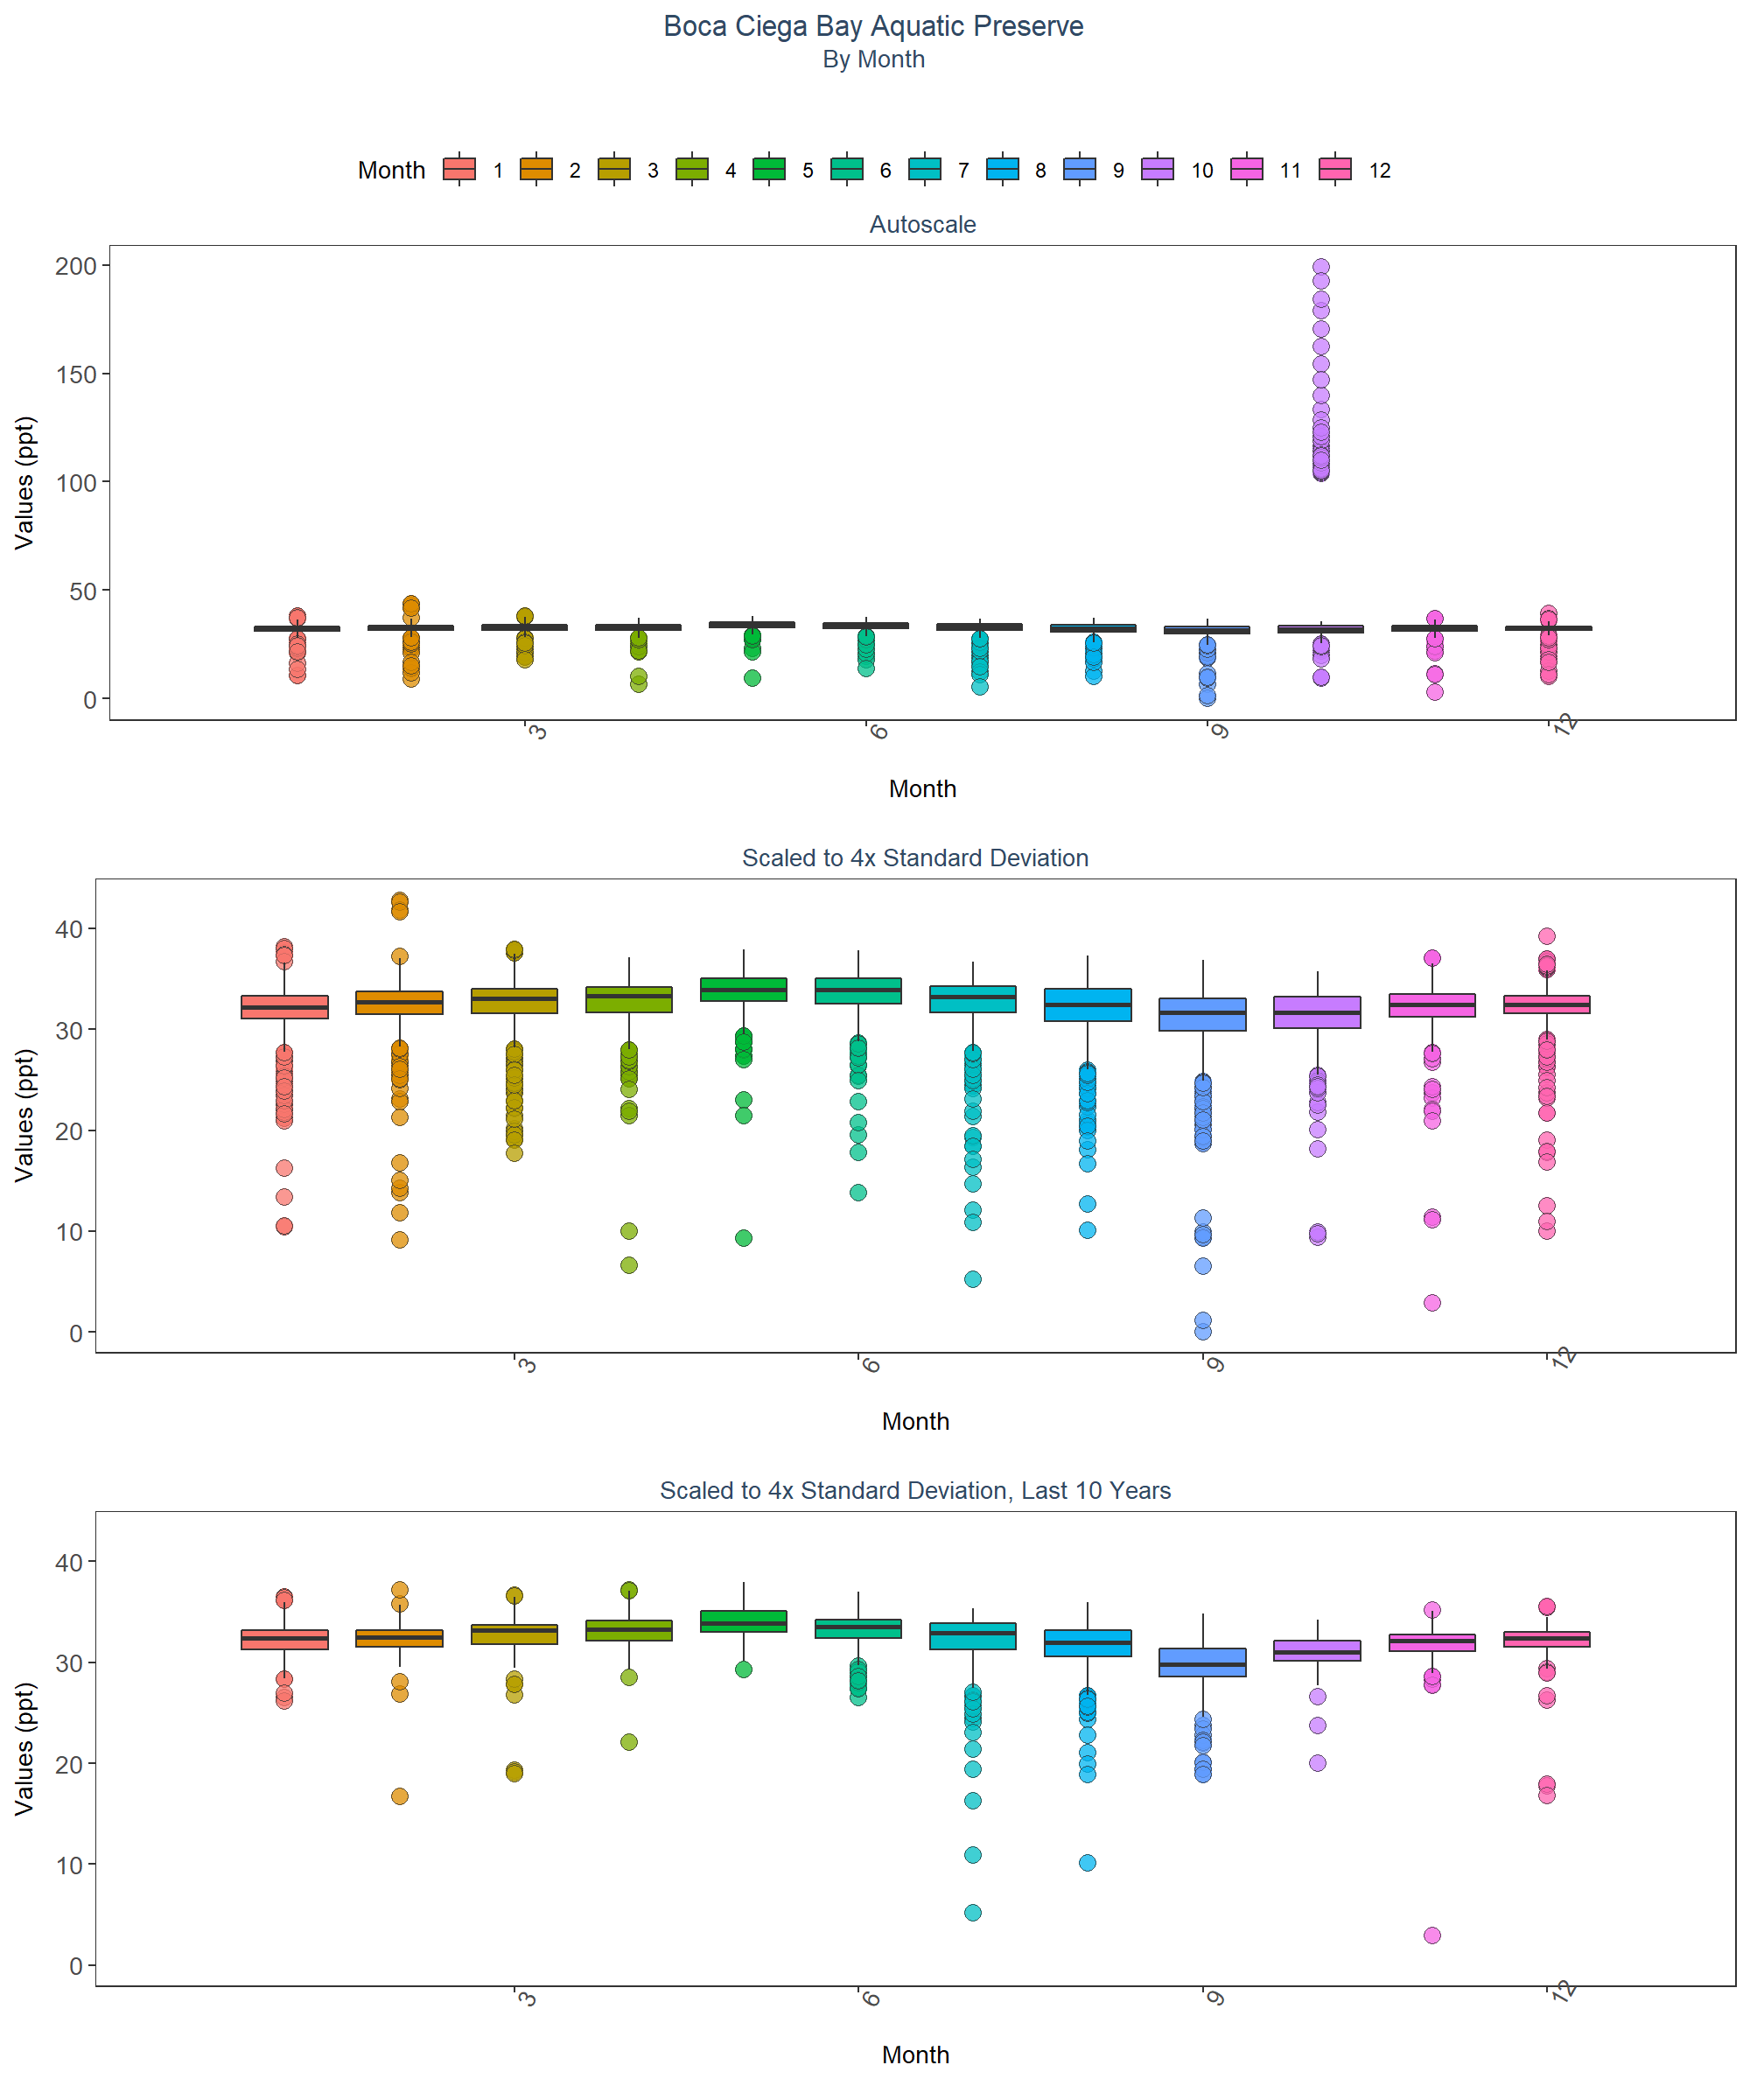 Boca Ciega Bay Aquatic Preserve
By Month
Month 1 2 3 4 5 6 7 8 9 10 11 12
Autoscale
Values (ppt)
200
150
100
50
0
3 6 9 12
Month
Scaled to 4x Standard Deviation
Values (ppt)
40
30
20
10
0
3 6 9 12
Month
Scaled to 4x Standard Deviation, Last 10 Years
Values (ppt)
40
30
20
10
0
3 6 9 12
Month